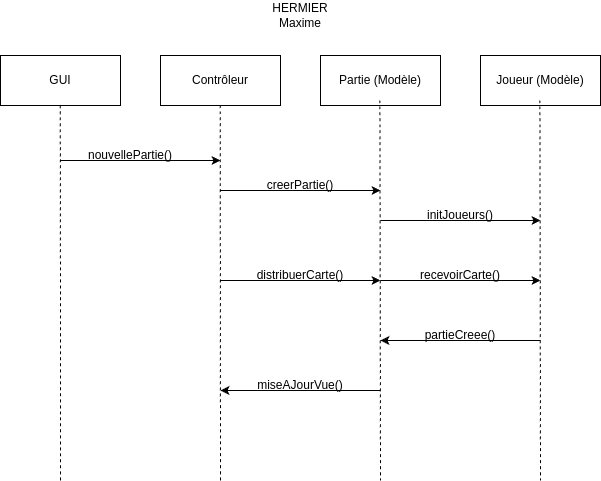 HERMIER
Maxime
GUI
Contrôleur
Partie (Modèle)
Joueur (Modèle)
nouvellePartie()
creerPartie()
initJoueurs()
distribuerCarte()
recevoirCarte()
partieCreee()
miseAJourVue()